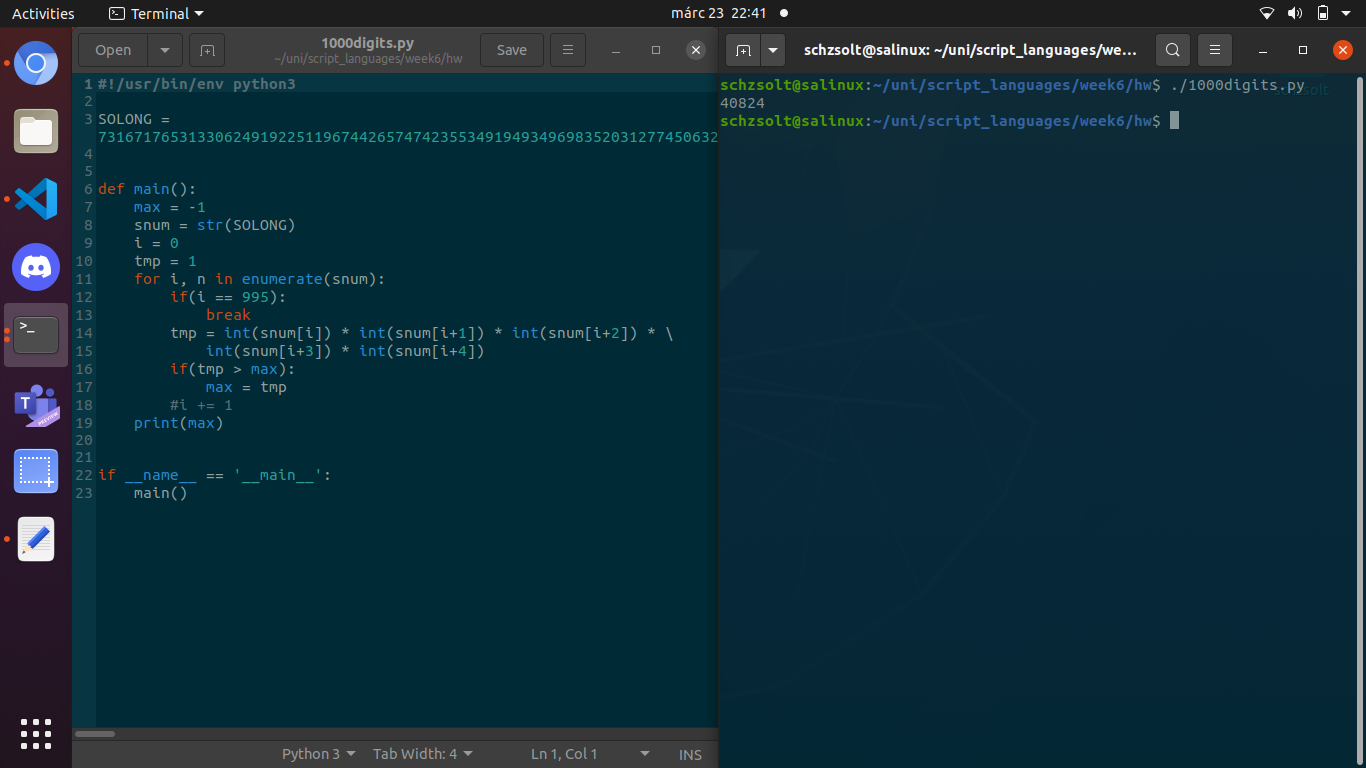 Activities
Terminal
márc 23 22:41
Open
1000digits.py
~/uni/script_languages/week6/hw
Save
1 #!/usr/bin/env python3
2
3 SOLONG =
731671765313306249192251196744265747423553491949349698352031277450632
4
5
6 def main():
7     max = -1
8     snum = str(SOLONG)
9     i = 0
10     tmp = 1
11     for i, n in enumerate(snum):
12         if(i == 995):
13             break
14         tmp = int(snum[i]) * int(snum[i+1]) * int(snum[i+2]) * \
15             int(snum[i+3]) * int(snum[i+4])
16         if(tmp > max):
17             max = tmp
18         #i += 1
19     print(max)
20
21
22 if __name__ == '__main__':
23     main()
Python 3
Tab Width: 4
Ln 1, Col 1
INS
schzsolt@salinux: ~/uni/script_languages/we...
schzsolt@salinux:~/uni/script_languages/week6/hw$ ./1000digits.py
40824
schzsolt@salinux:~/uni/script_languages/week6/hw$
T
PREVIEW
>_